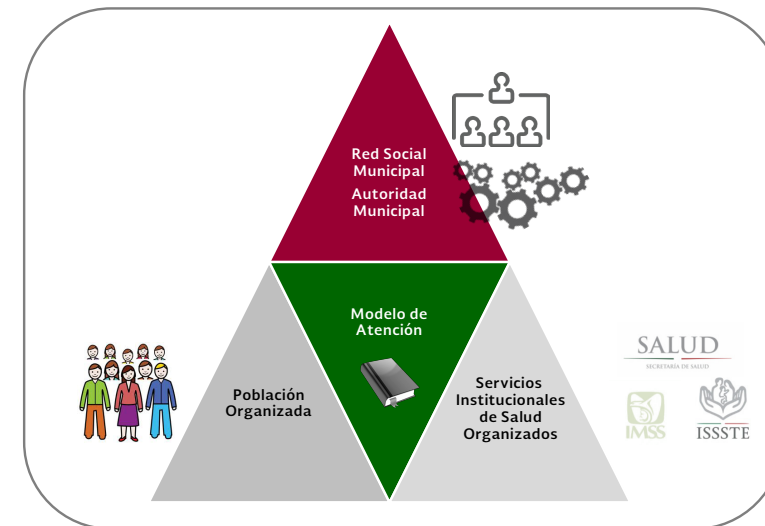 Red Social
Municipal
Autoridad
Municipal
Modelo de
Atención
Población
Organizada
Servicios
Institucionales
de Salud
Organizados
SALUD
SECRETARÍA DE SALUD
IMSS
ISSSTE